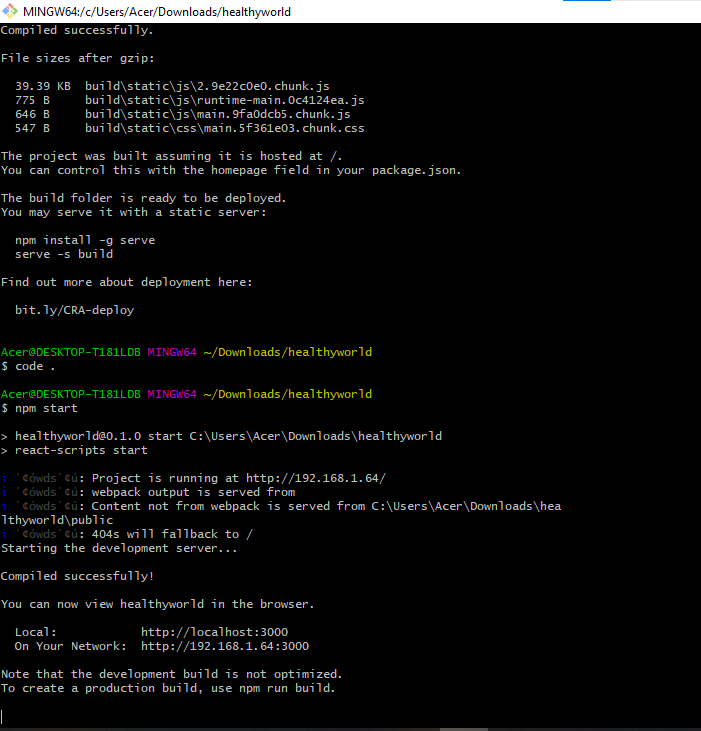 MINGW64:/c/Users/Acer/Downloads/healthyworld
Compiled successfully.
File sizes after gzip:
39.39 KB  build\static\js\2.9e22c0e0.chunk.js
775 B     build\static\js\runtime-main.0c4124ea.js
646 B     build\static\js\main.9fa0dcb5.chunk.js
547 B     build\static\css\main.5f361e03.chunk.css
The project was built assuming it is hosted at /.
You can control this with the homepage field in your package.json.
The build folder is ready to be deployed.
You may serve it with a static server:
npm install -g serve
serve -s build
Find out more about deployment here:
bit.ly/CRA-deploy
Acer@DESKTOP-T181LDB MINGW64 ~/Downloads/healthyworld
$ code .
Acer@DESKTOP-T181LDB MINGW64 ~/Downloads/healthyworld
$ npm start
> healthyworld@0.1.0 start C:\Users\Acer\Downloads\healthyworld
> react-scripts start
: Project is running at http://192.168.1.64/
: webpack output is served from
: Content not from webpack is served from C:\Users\Acer\Downloads\hea
lthyworld\public
: 404s will fallback to /
Starting the development server...
Compiled successfully!
You can now view healthyworld in the browser.
Local:            http://localhost:3000
On Your Network:  http://192.168.1.64:3000
Note that the development build is not optimized.
To create a production build, use npm run build.